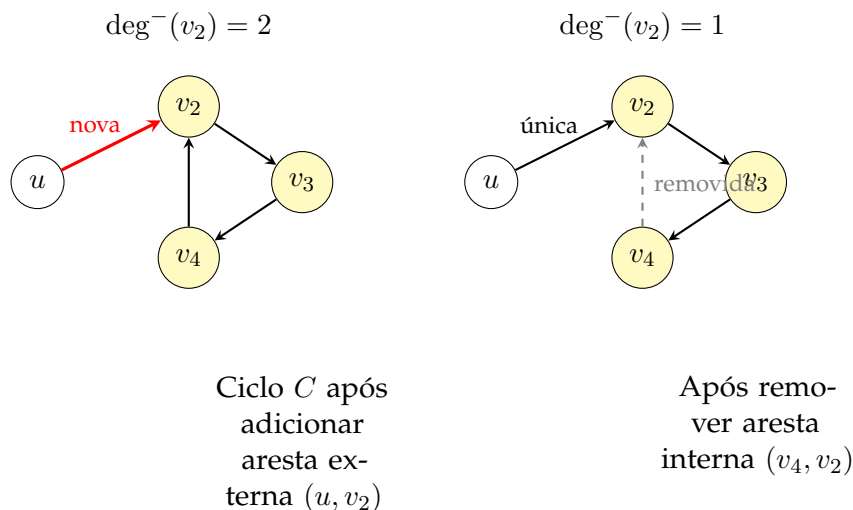 deg⁻(v₂) = 2
nova
v₂
u
v₃
v₄
Ciclo C após
adicionar
aresta ex-
terna (u, v₂)
deg⁻(v₂) = 1
única
v₂
u
removida
v₃
v₄
Após remo-
ver aresta
interna (v₄, v₂)